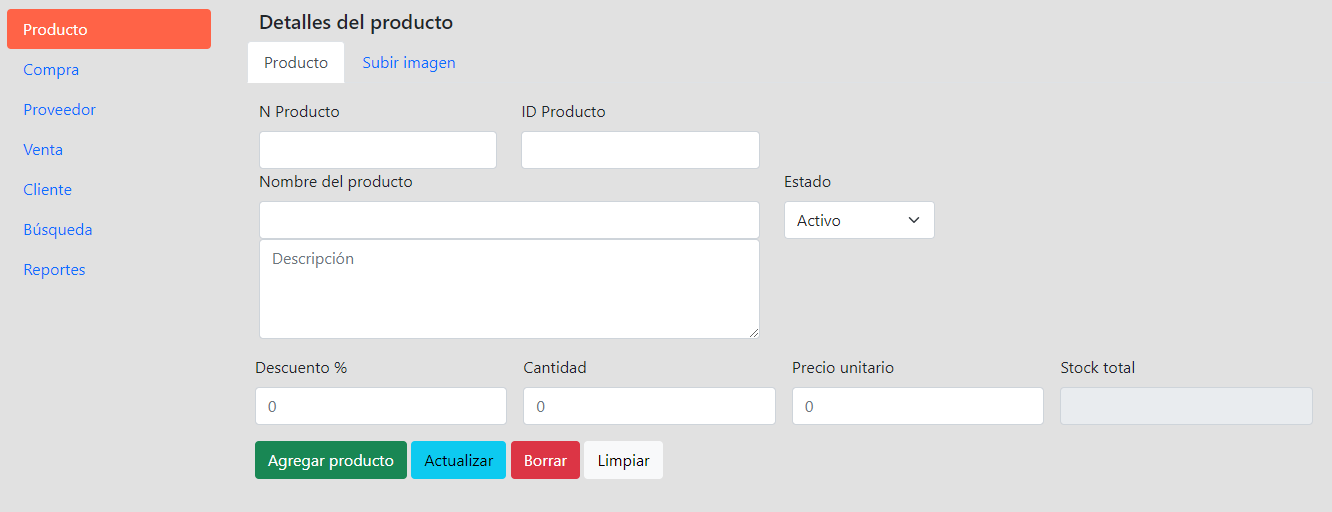 Producto
Compra
Proveedor
Venta
Cliente
Búsqueda
Reportes
Detalles del producto
Producto Subir imagen
N Producto ID Producto
Nombre del producto Estado
Activo
Descripción
Descuento % Cantidad Precio unitario Stock total
0 0 0
Agregar producto Actualizar Borrar Limpiar